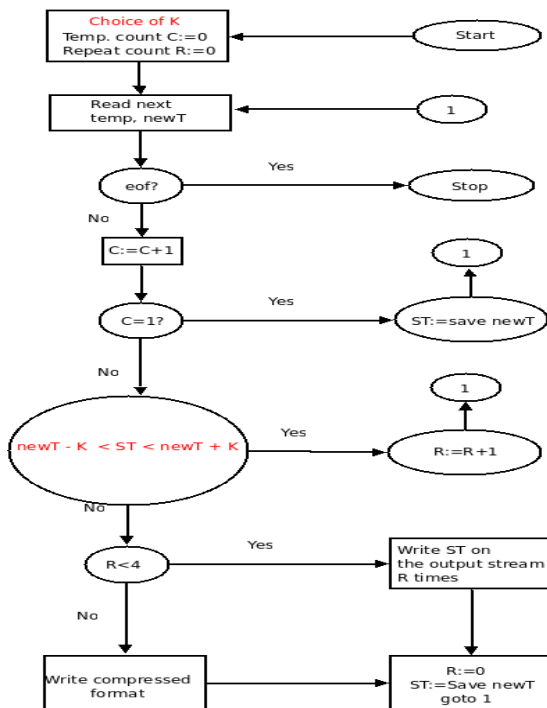 Choice of K
Temp. count C:=0
Repeat count R:=0
Start
Read next
temp, newT
1
eof?
Yes
Stop
No
C:=C+1
1
C=1?
Yes
ST:=save newT
No
1
newT - K < ST < newT + K
Yes
R:=R+1
No
R<4
Yes
Write ST on
the output stream
R times
No
Write compressed
format
R:=0
ST:=Save newT
goto 1